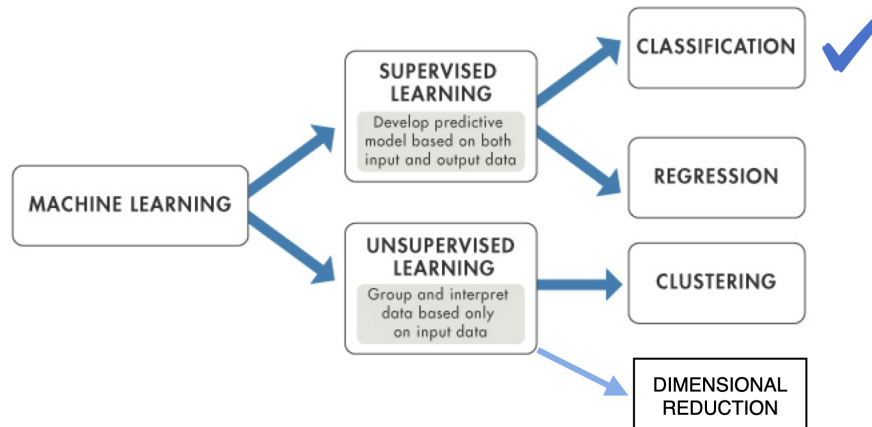 MACHINE LEARNING
SUPERVISED
LEARNING
Develop predictive
model based on both
input and output data
CLASSIFICATION
REGRESSION
UNSUPERVISED
LEARNING
Group and interpret
data based only
on input data
CLUSTERING
DIMENSIONAL
REDUCTION